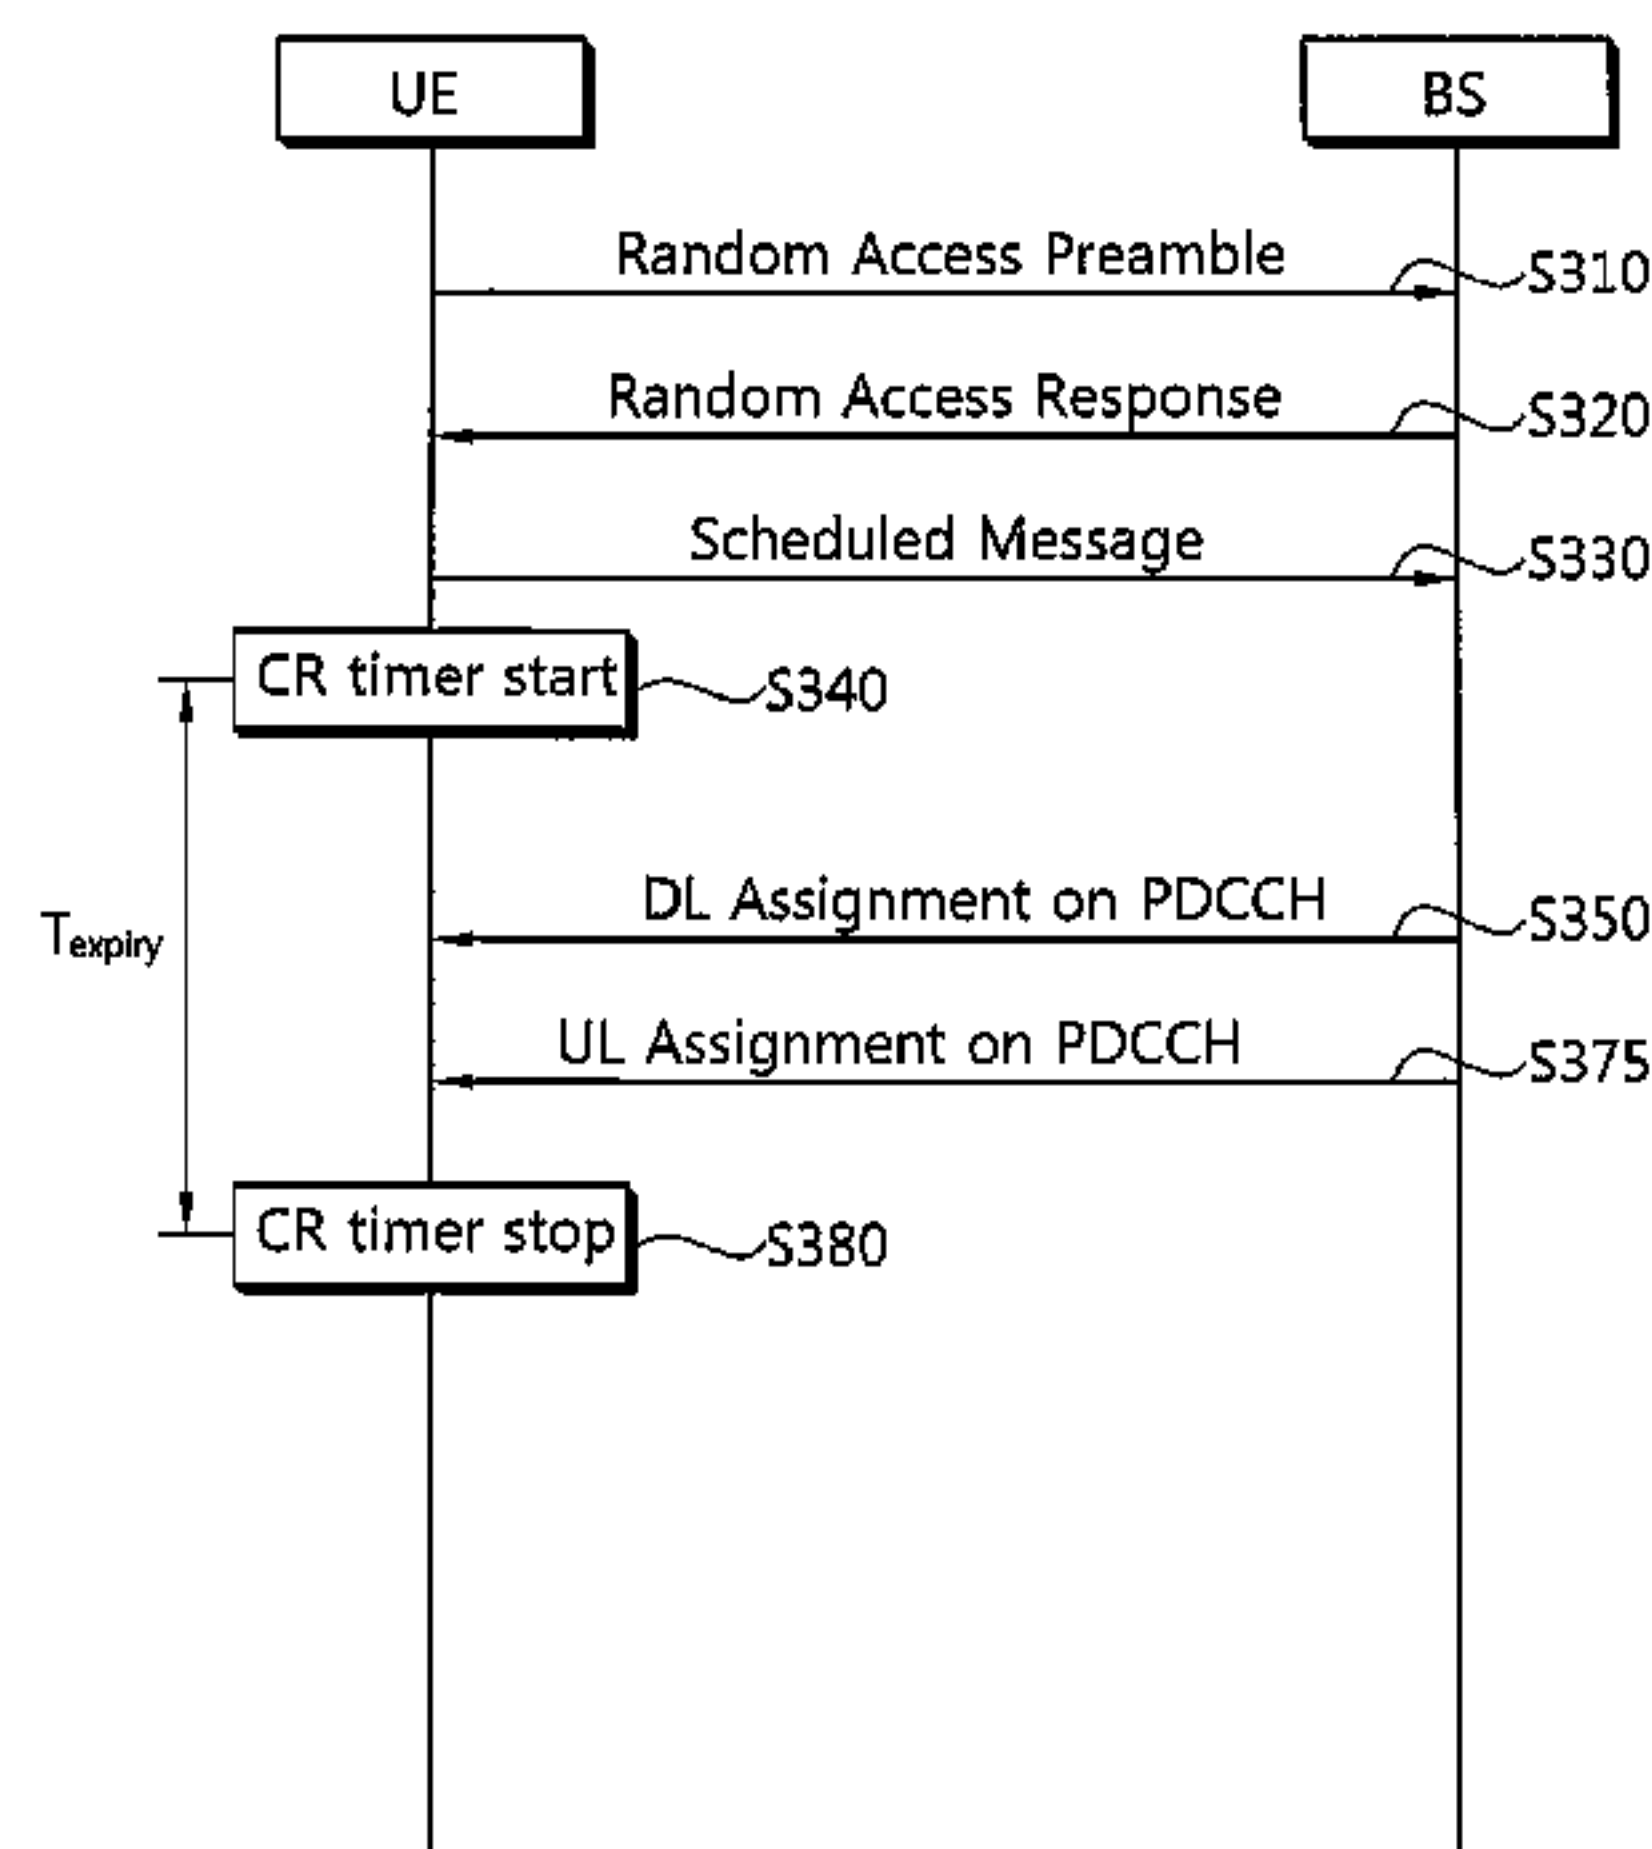 UE
BS
Random Access Preamble
S310
Random Access Response
S320
Scheduled Message
S330
CR timer start
S340
DL Assignment on PDCCH
S350
Texpiry
UL Assignment on PDCCH
S375
CR timer stop
S380